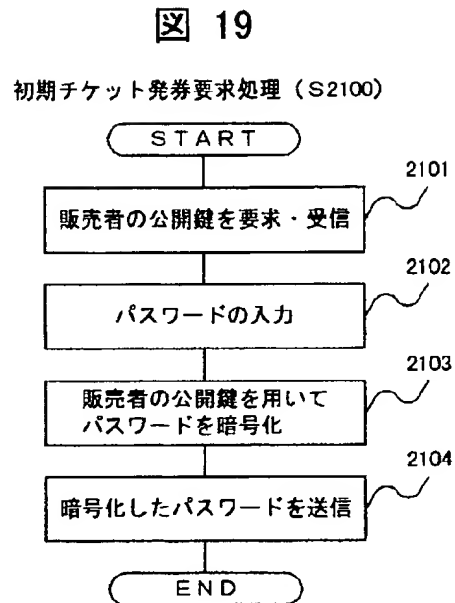 図 19
初期チケット発券要求処理（S2100）
START
2101
販売者の公開鍵を要求・受信
2102
パスワードの入力
2103
販売者の公開鍵を用いて
パスワードを暗号化
2104
暗号化したパスワードを送信
END